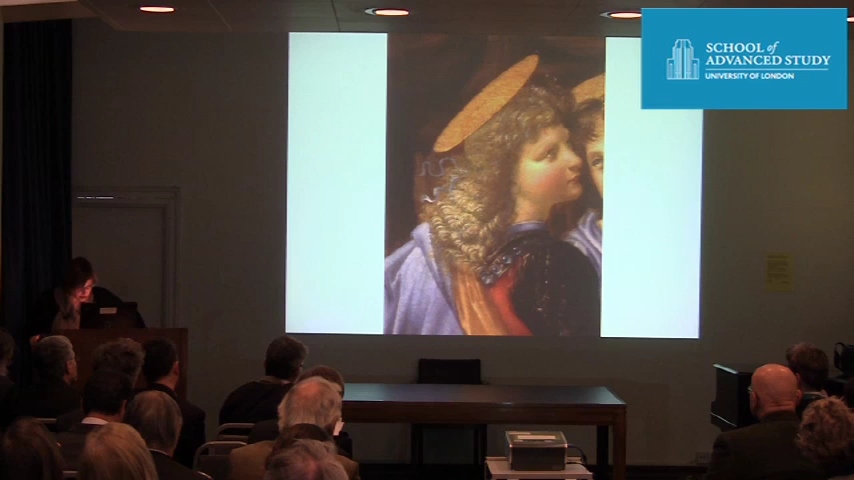 SCHOOL of
ADVANCED STUDY
UNIVERSITY OF LONDON